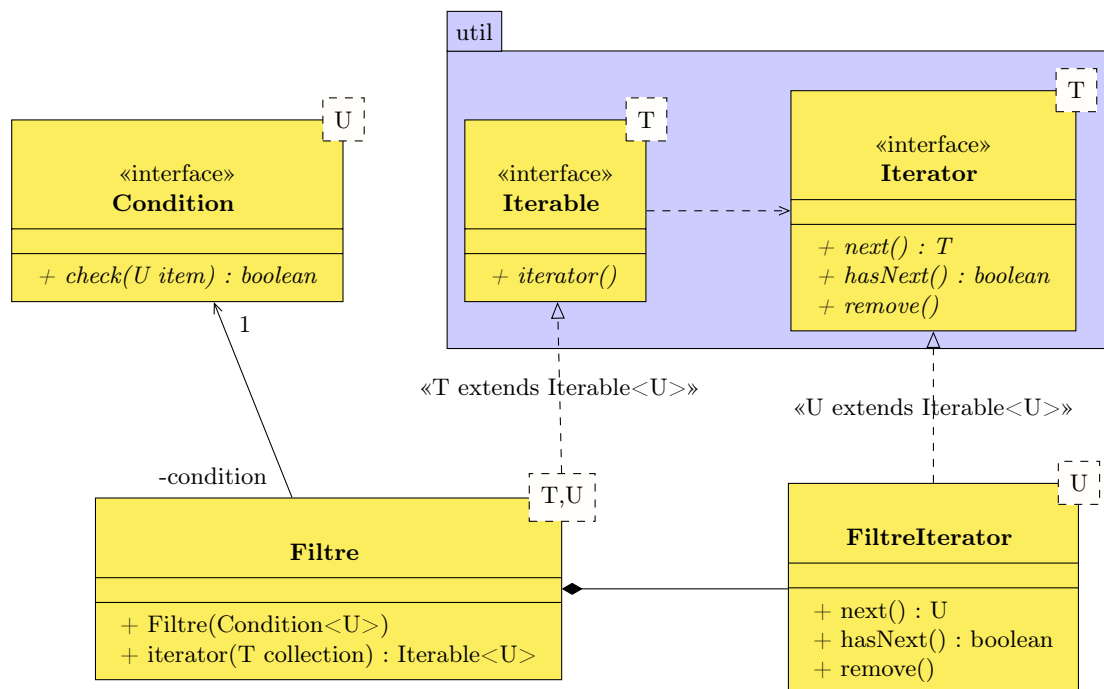 util
U
«interface»
Condition
+ check(U item) : boolean
T
«interface»
Iterable
+ iterator()
T
«interface»
Iterator
+ next() : T
+ hasNext() : boolean
+ remove()
1
-condition
«T extends Iterable<U>»
«U extends Iterable<U>»
T,U
Filtre
+ Filtre(Condition<U>)
+ iterator(T collection) : Iterable<U>
U
FiltreIterator
+ next() : U
+ hasNext() : boolean
+ remove()